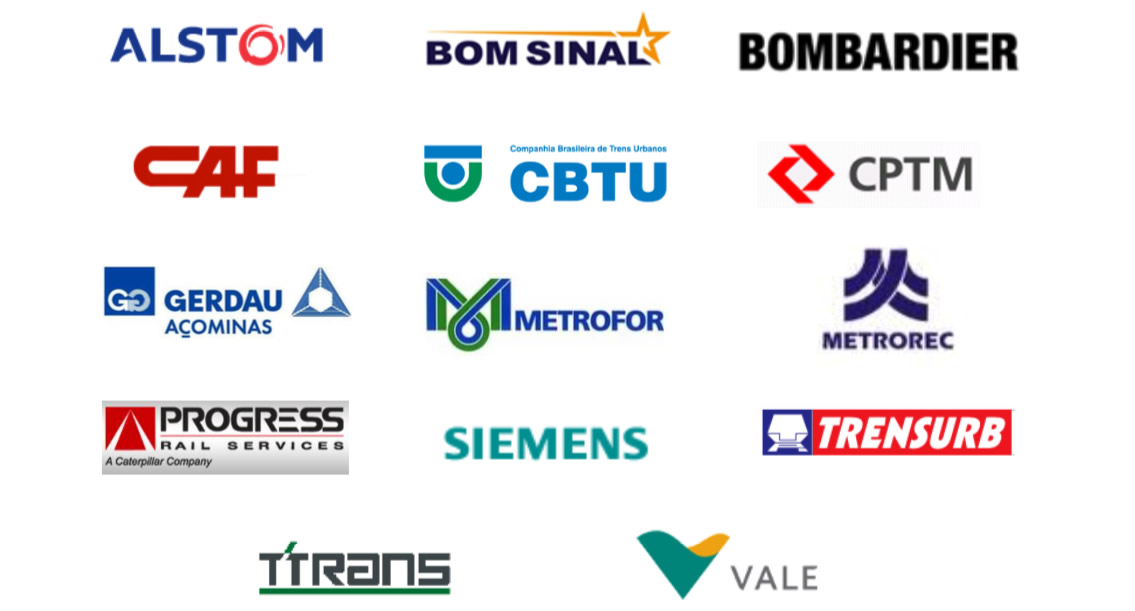 ALSTOM
BOM SINAL
BOMBARDIER
CAF
Companhia Brasileira de Trens Urbanos
CBTU
CPTM
GG GERDAU
AÇOMINAS
METROFOR
METROREC
PROGRESS
RAIL SERVICES
A Caterpillar Company
SIEMENS
TRENSURB
TTRANS
VALE